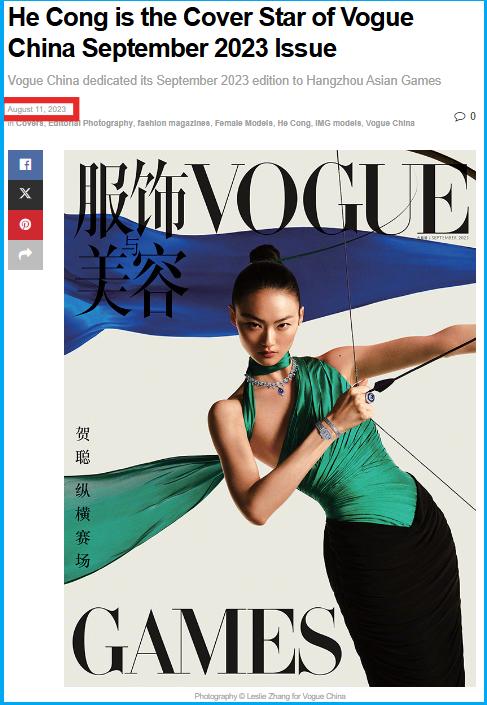 He Cong is the Cover Star of Vogue
China September 2023 Issue
Vogue China dedicated its September 2023 edition to Hangzhou Asian Games
August 11, 2023
in Covers, Editorial Photography, fashion magazines, Female Models, He Cong, IMG models, Vogue China
0
服饰与美容 VOGUE
SEPTEMBER 2023
贺聪 纵横赛场
GAMES
Photography © Leslie Zhang for Vogue China